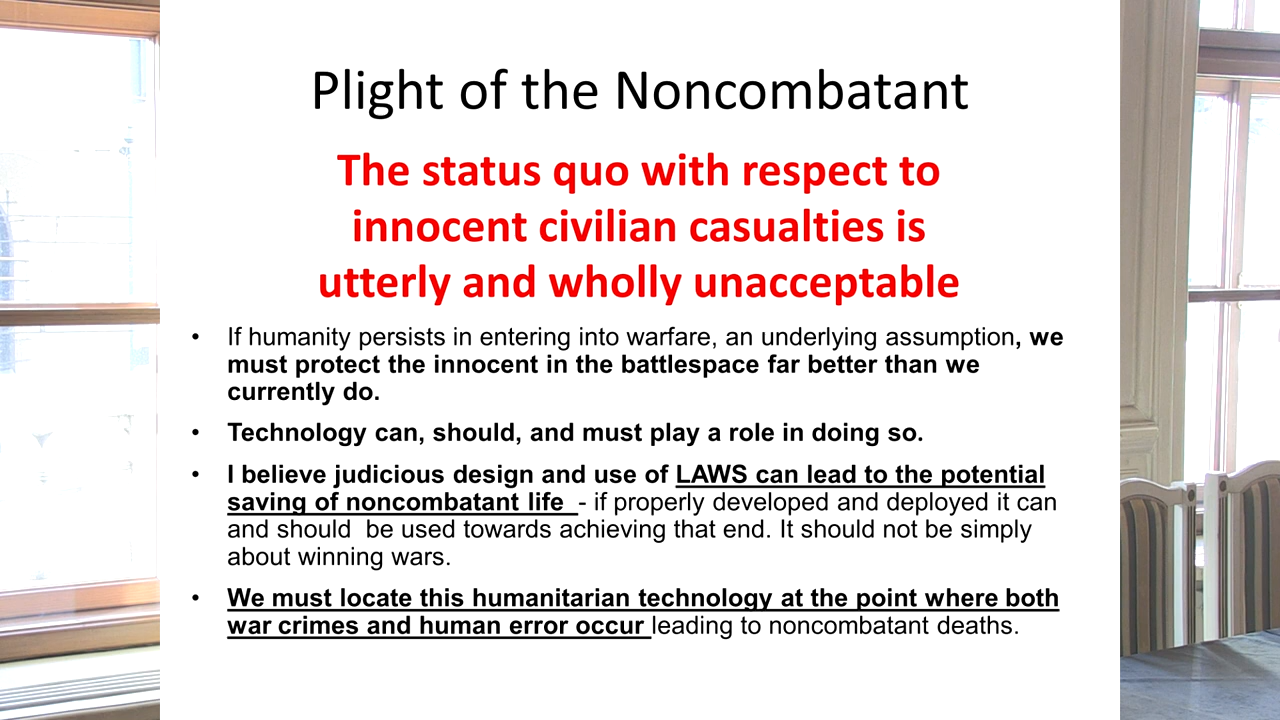 Plight of the Noncombatant
The status quo with respect to
innocent civilian casualties is
utterly and wholly unacceptable
• If humanity persists in entering into warfare, an underlying assumption, we
must protect the innocent in the battlespace far better than we
currently do.
• Technology can, should, and must play a role in doing so.
• I believe judicious design and use of LAWS can lead to the potential
saving of noncombatant life - if properly developed and deployed it can
and should be used towards achieving that end. It should not be simply
about winning wars.
• We must locate this humanitarian technology at the point where both
war crimes and human error occur leading to noncombatant deaths.